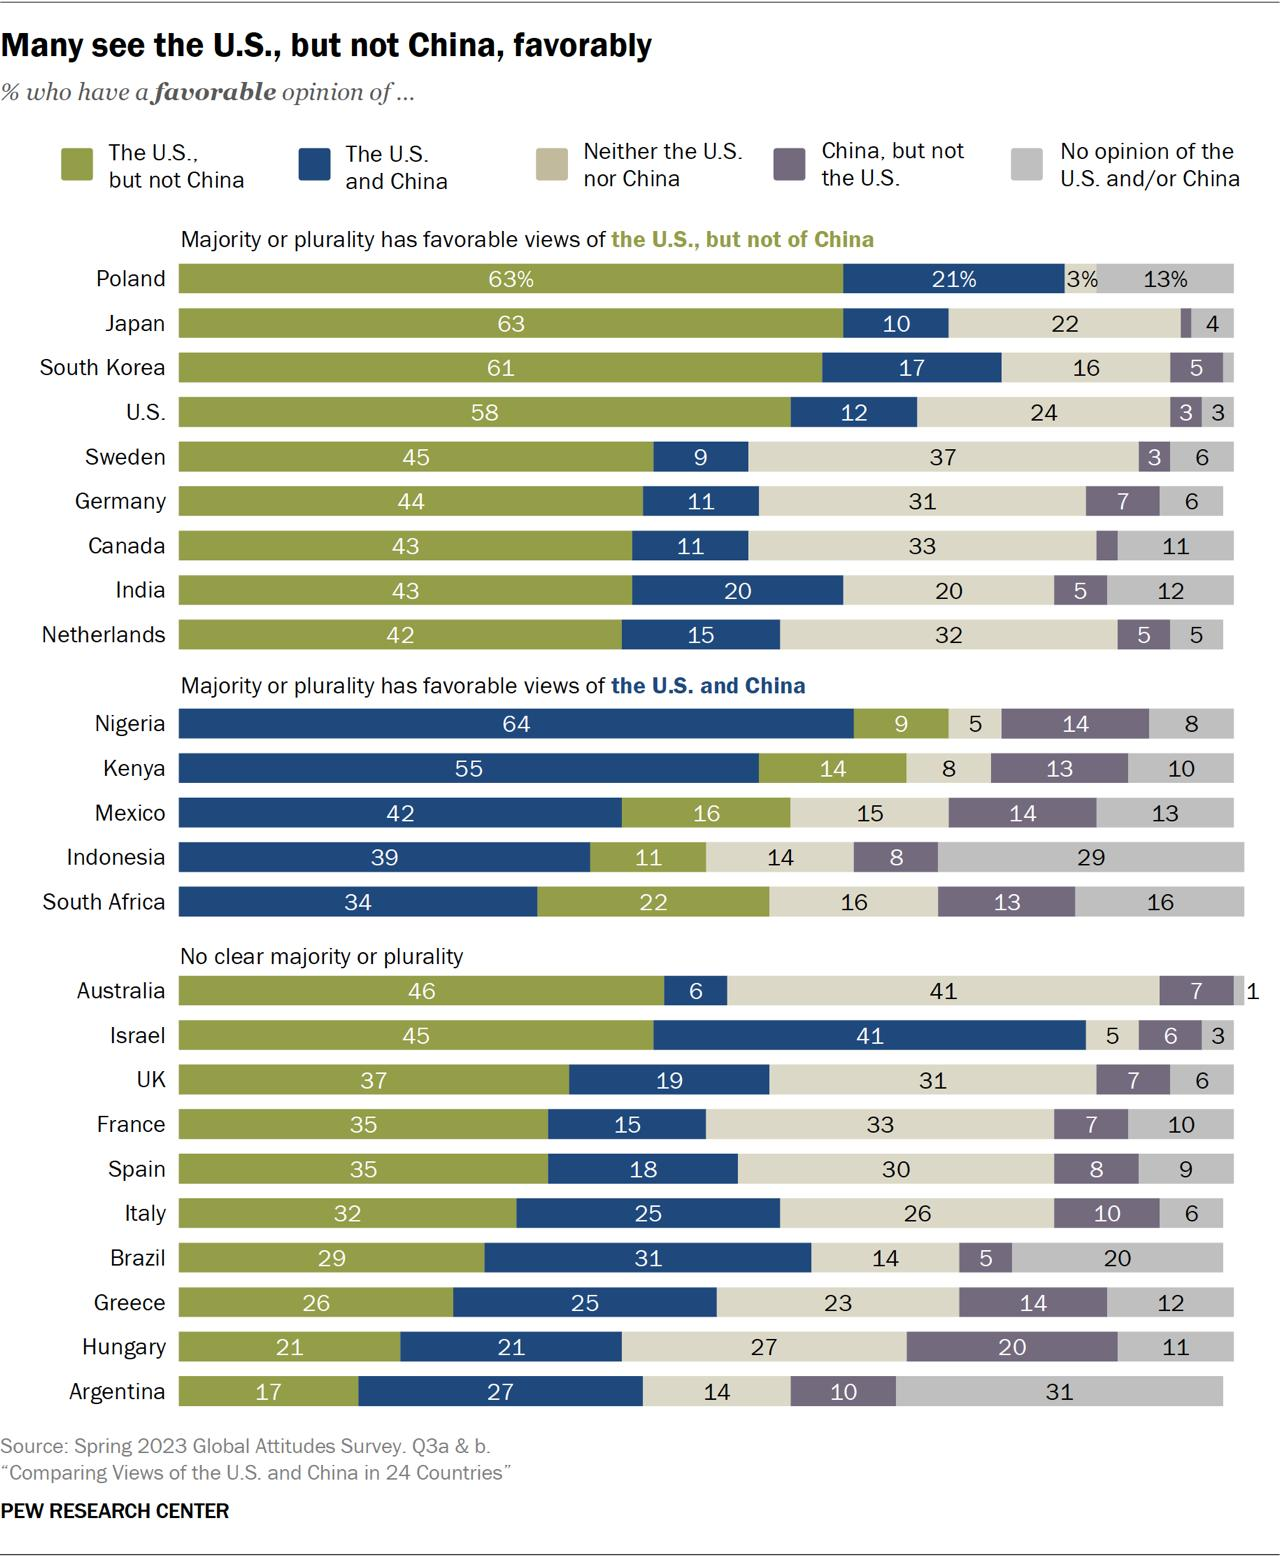 Many see the U.S., but not China, favorably
% who have a favorable opinion of ...
The U.S.,
but not China
The U.S.
and China
Neither the U.S.
nor China
China, but not
the U.S.
No opinion of the
U.S. and/or China
Majority or plurality has favorable views of the U.S., but not of China
Poland 63% 21% 3% 13%
Japan 63 10 22 4
South Korea 61 17 16 5
U.S. 58 12 24 3 3
Sweden 45 9 37 3 6
Germany 44 11 31 7 6
Canada 43 11 33 11
India 43 20 20 5 12
Netherlands 42 15 32 5 5
Majority or plurality has favorable views of the U.S. and China
Nigeria 64 9 5 14 8
Kenya 55 14 8 13 10
Mexico 42 16 15 14 13
Indonesia 39 11 14 8 29
South Africa 34 22 16 13 16
No clear majority or plurality
Australia 46 6 41 7 1
Israel 45 41 5 6 3
UK 37 19 31 7 6
France 35 15 33 7 10
Spain 35 18 30 8 9
Italy 32 25 26 10 6
Brazil 29 31 14 5 20
Greece 26 25 23 14 12
Hungary 21 21 27 20 11
Argentina 17 27 14 10 31
Source: Spring 2023 Global Attitudes Survey. Q3a & b.
“Comparing Views of the U.S. and China in 24 Countries”
PEW RESEARCH CENTER